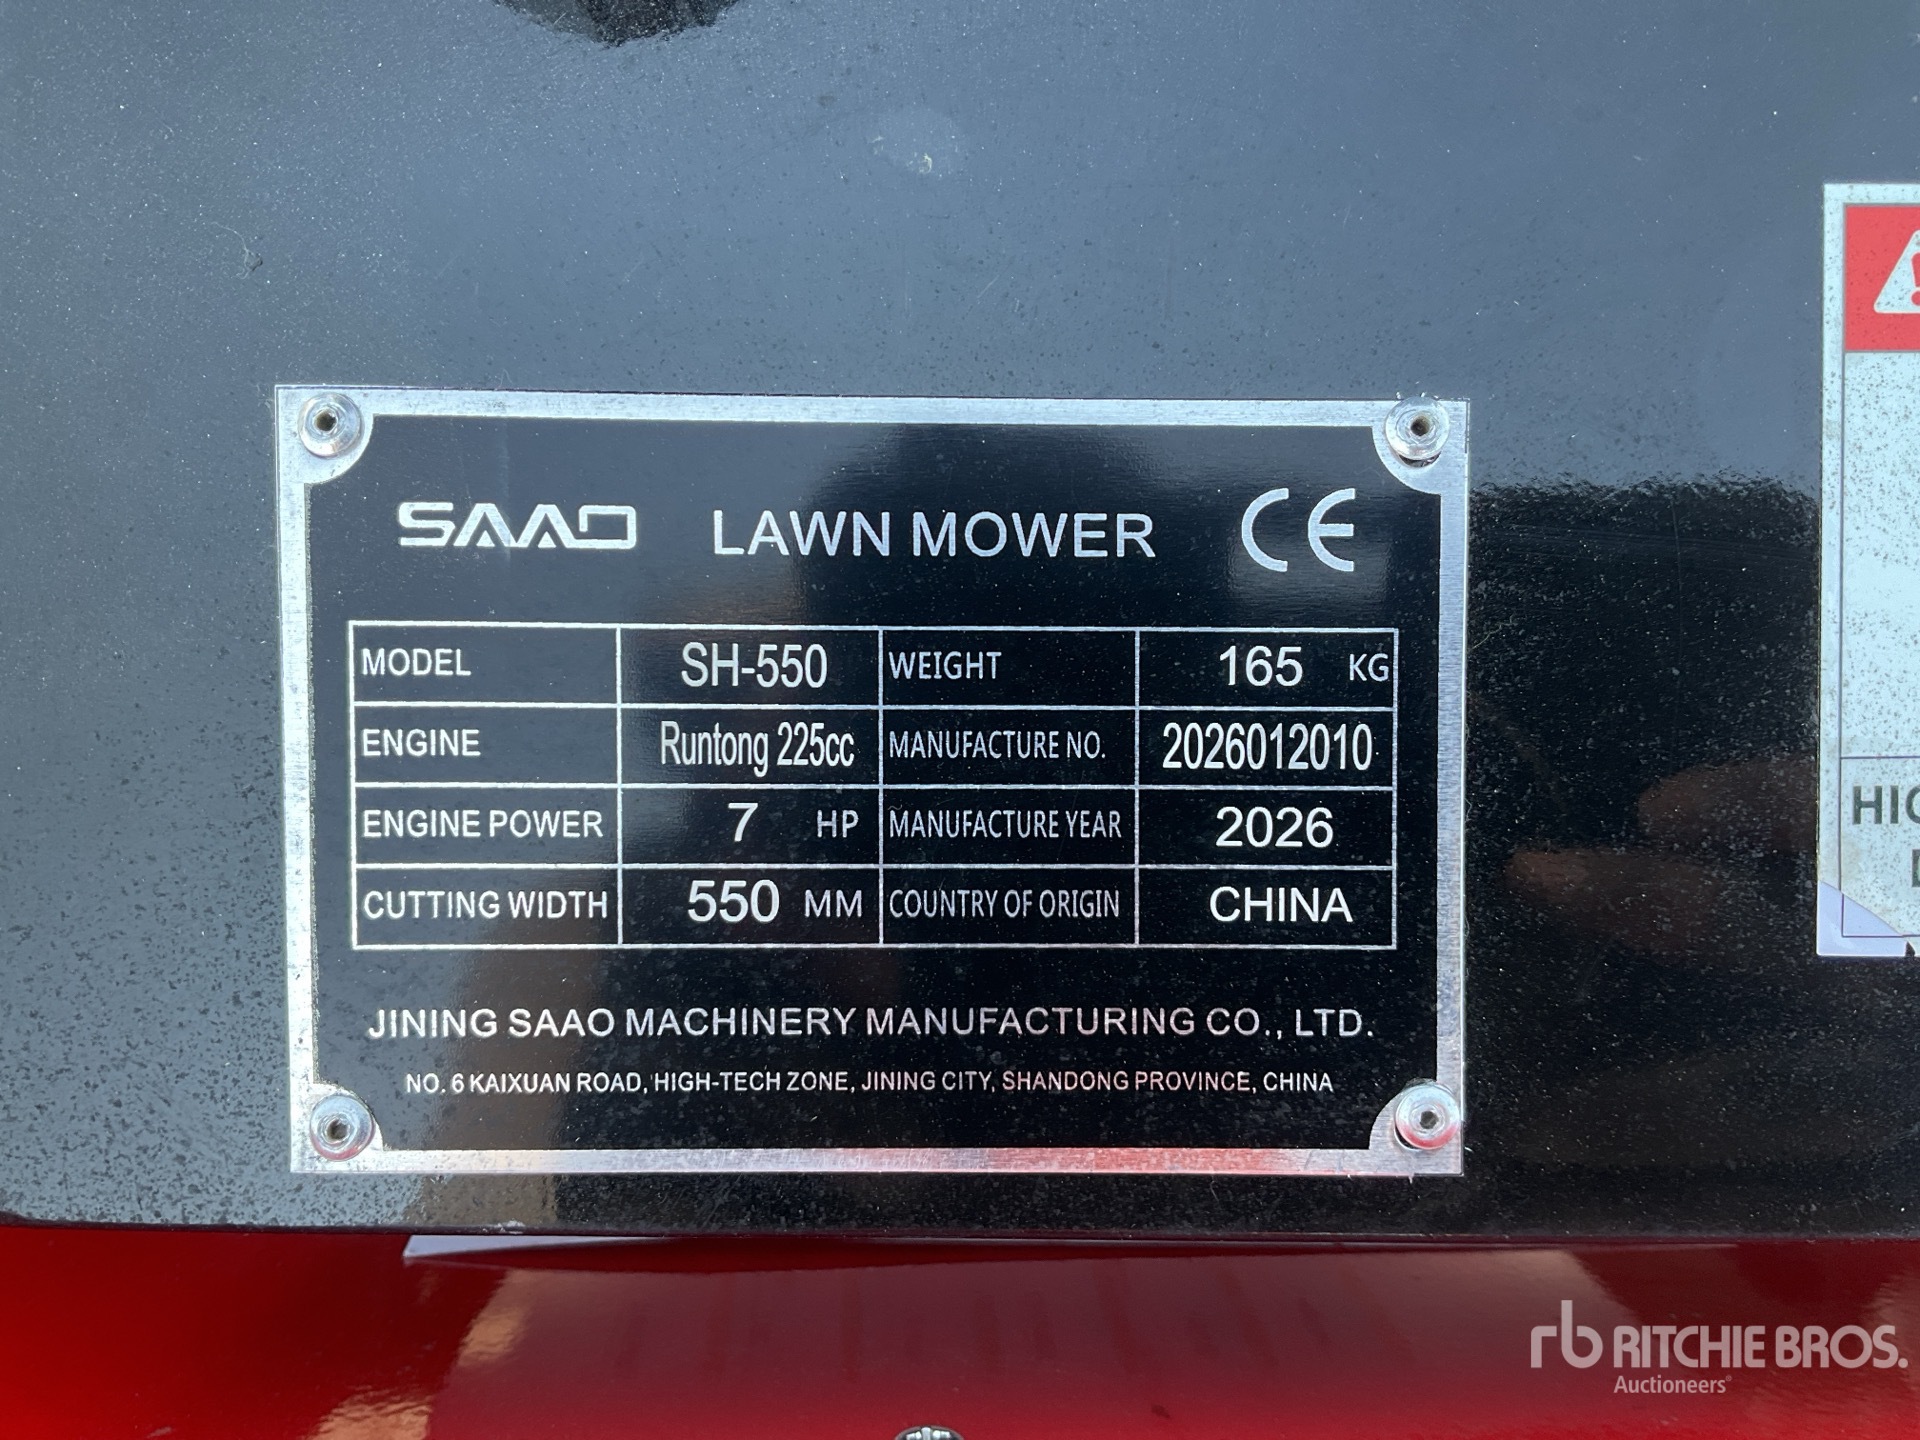 SAAO LAWN MOWER CE
MODEL SH-550 WEIGHT 165 KG
ENGINE Runtong 225cc MANUFACTURE NO. 2026012010
ENGINE POWER 7 HP MANUFACTURE YEAR 2026
CUTTING WIDTH 550 MM COUNTRY OF ORIGIN CHINA
JINING SAAO MACHINERY MANUFACTURING CO., LTD.
NO. 6 KAIXUAN ROAD, HIGH-TECH ZONE, JINING CITY, SHANDONG PROVINCE, CHINA
rb RITCHIE BROS.
Auctioneers